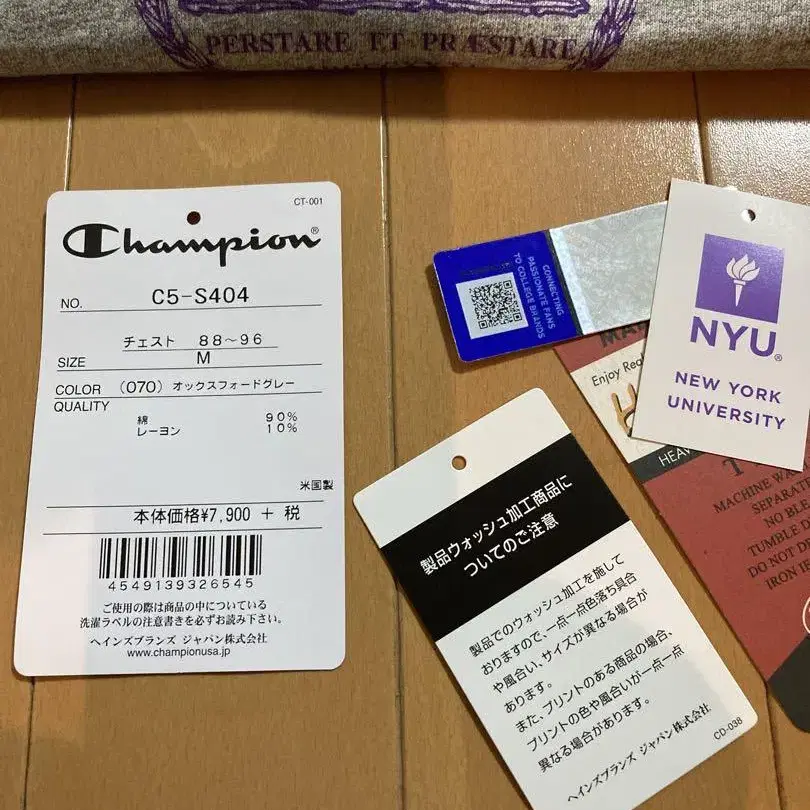 PERSTARE ET PRÆSTARE
CT-001
Champion®
NO. C5-S404
チェスト 88~96
SIZE M
COLOR (070) オックスフォードグレー
QUALITY
綿 90%
レーヨン 10%
米国製
本体価格¥7,900 + 税
4549139326545
ご使用の際は商品の中についている
洗濯ラベルの注意書きを必ずお読み下さい。
ヘインズブランズ ジャパン株式会社
www.championusa.jp
CONNECTING
PASSIONATE FANS
TO COLLEGE BRANDS
NYU®
NEW YORK
UNIVERSITY
Enjoy Real
HEAV
MACHINE WA
SEPARATE
NO BLE
TUMBLE
DO NOT D
IRON IF
製品ウォッシュ加工商品に
ついてのご注意
製品でのウォッシュ加工を施して
おりますので、一点一点色落ち具合
や風合い、サイズが異なる場合が
あります。
また、プリントのある商品の場合、
プリントの色や風合いが一点一点
異なる場合があります。
ヘインズブランズ ジャパン株式会社
CD-038